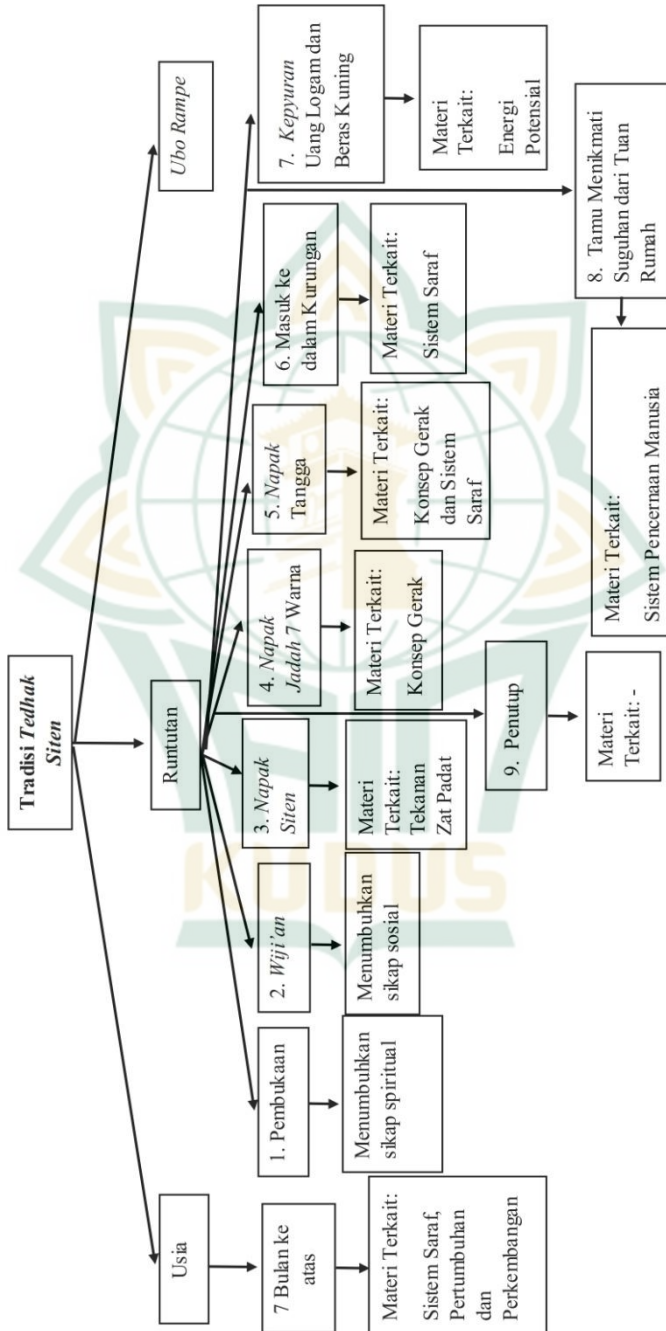 Tradisi Tedhak
Siten
Usia
7 Bulan ke
atas
Materi Terkait:
Sistem Saraf,
Pertumbuhan
dan
Perkembangan
Runtutan
1. Pembukaan
Menumbuhkan
sikap spiritual
2. Wiji'an
Menumbuhkan
sikap sosial
3. Napak
Siten
Materi
Terkait:
Tekanan
Zat Padat
4. Napak
Jadah 7 Warna
Materi Terkait:
Konsep Gerak
5. Napak
Tangga
Materi Terkait:
Konsep Gerak
dan Sistem
Saraf
6. Masuk ke
dalam Kurungan
Materi Terkait:
Sistem Saraf
7. Kepyuran
Uang Logam dan
Beras Kuning
Materi
Terkait:
Energi
Potensial
8. Tamu Menikmati
Suguhan dari Tuan
Rumah
Materi Terkait:
Sistem Pencernaan Manusia
9. Penutup
Materi
Terkait: -
Ubo Rampe
KUDUS